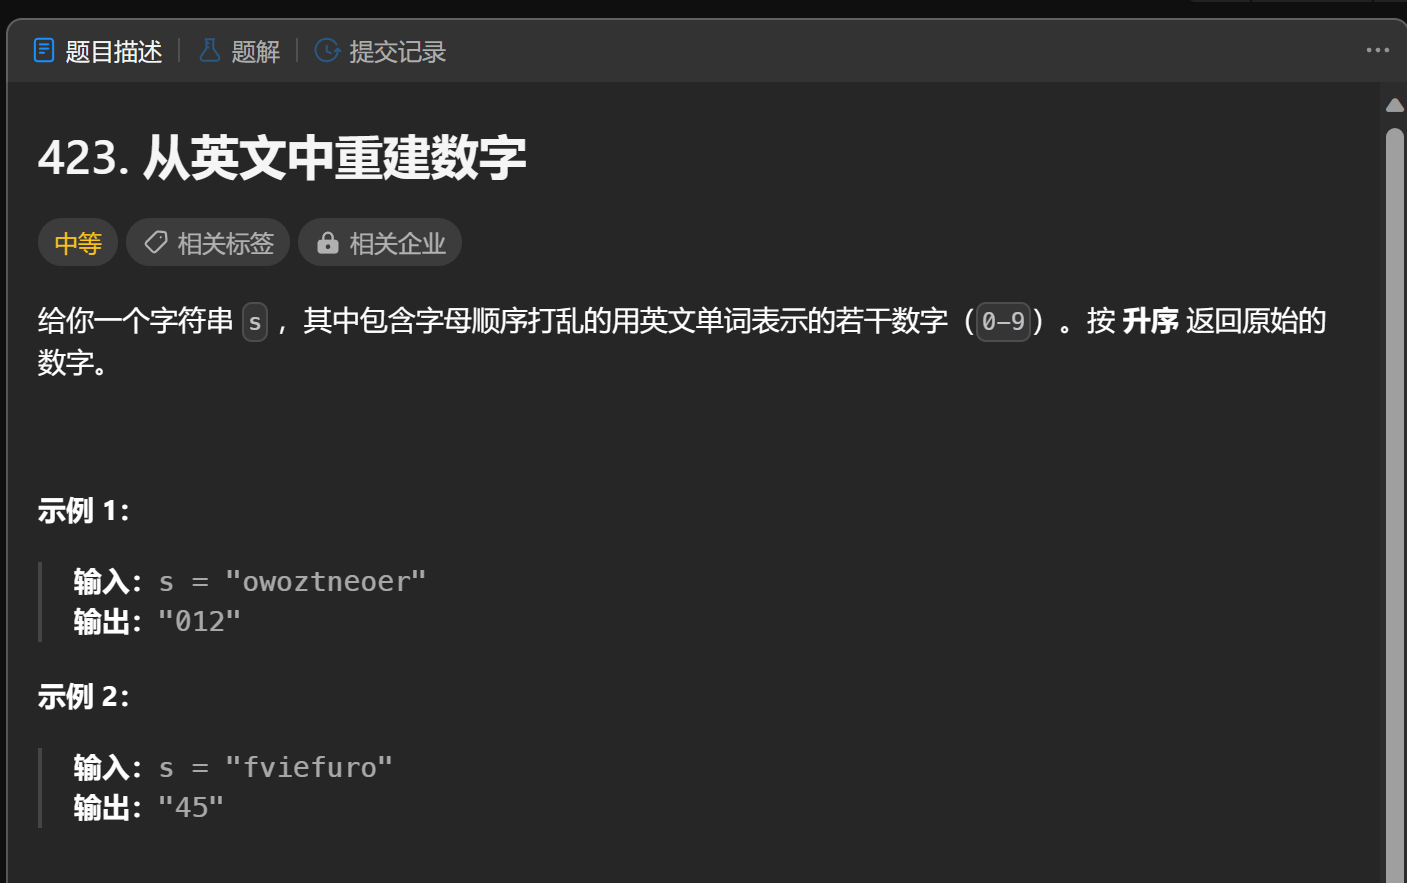 题目描述 题解 提交记录
423. 从英文中重建数字
中等 相关标签 相关企业
给你一个字符串 s ，其中包含字母顺序打乱的用英文单词表示的若干数字（0-9）。按 升序 返回原始的
数字。
示例 1：
输入：s = "owoztneoer"
输出："012"
示例 2：
输入：s = "fviefuro"
输出："45"